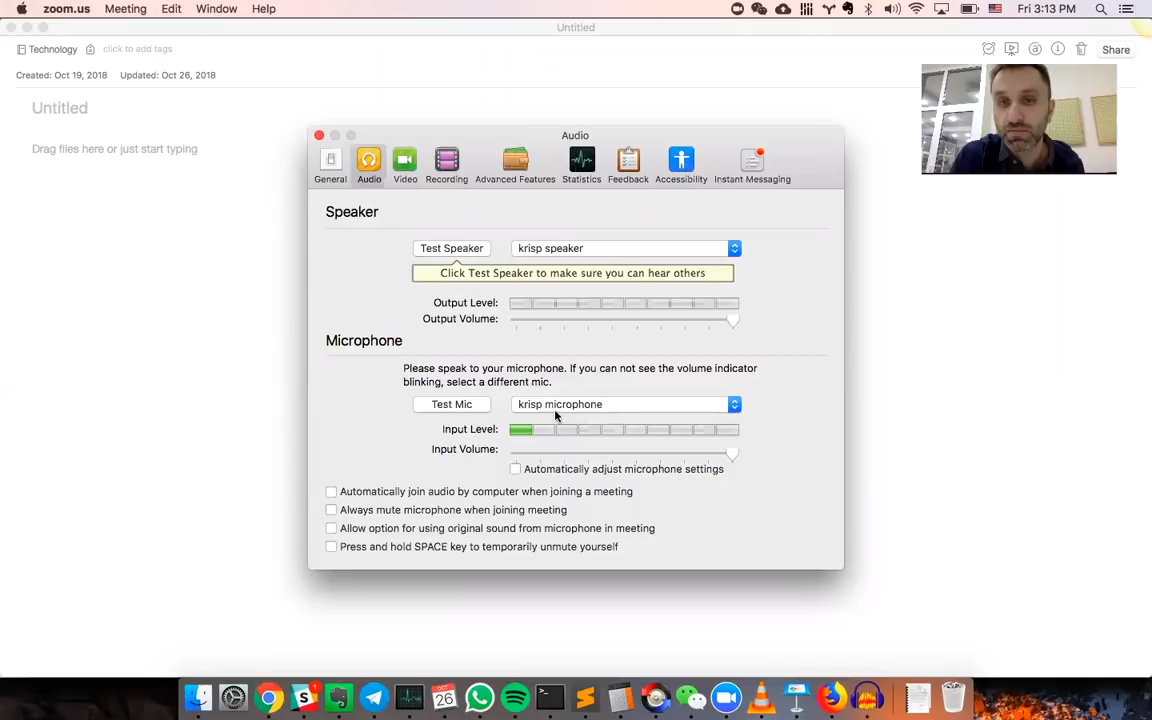 zoom.us Meeting Edit Window Help Fri 3:13 PM
Untitled
Technology click to add tags Share
Created: Oct 19, 2018 Updated: Oct 26, 2018
Untitled
Drag files here or just start typing
Audio
General Audio Video Recording Advanced Features Statistics Feedback Accessibility Instant Messaging
Speaker
Test Speaker krisp speaker
Click Test Speaker to make sure you can hear others
Output Level:
Output Volume:
Microphone
Please speak to your microphone. If you can not see the volume indicator
blinking, select a different mic.
Test Mic krisp microphone
Input Level:
Input Volume:
Automatically adjust microphone settings
Automatically join audio by computer when joining a meeting
Always mute microphone when joining meeting
Allow option for using original sound from microphone in meeting
Press and hold SPACE key to temporarily unmute yourself
OCT
26